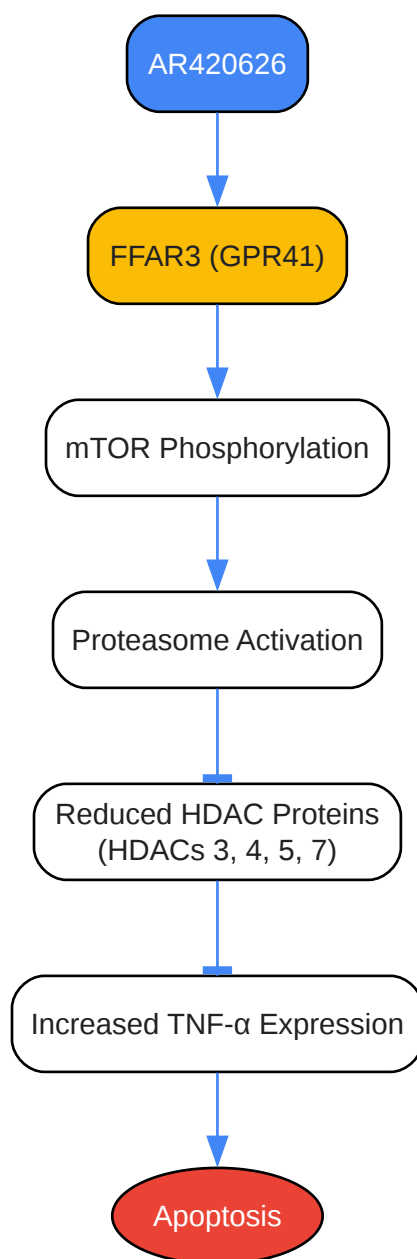 AR420626
FFAR3 (GPR41)
mTOR Phosphorylation
Proteasome Activation
Reduced HDAC Proteins
(HDACs 3, 4, 5, 7)
Increased TNF-α Expression
Apoptosis